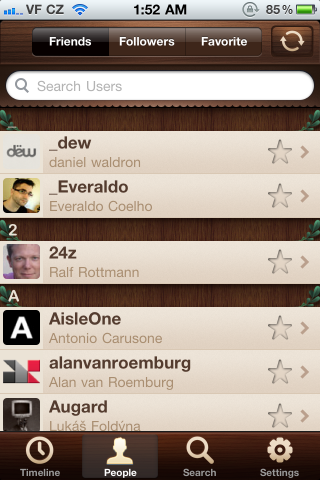 VF CZ 1:52 AM 85%
Friends Followers Favorite
Search Users
_
dëw
_dew
daniel waldron
_Everaldo
Everaldo Coelho
2
24z
Ralf Rottmann
A
A
AisleOne
Antonio Carusone
alanvanroemburg
Alan van Roemburg
Augard
Lukáš Foldýna
Timeline People Search Settings